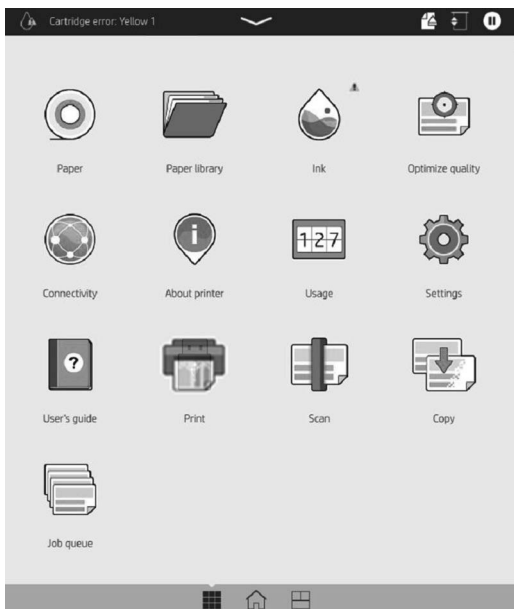 Cartridge error: Yellow 1
Paper
Paper library
Ink
Optimize quality
Connectivity
About printer
127
Usage
Settings
?
User's guide
Print
Scan
Copy
Job queue